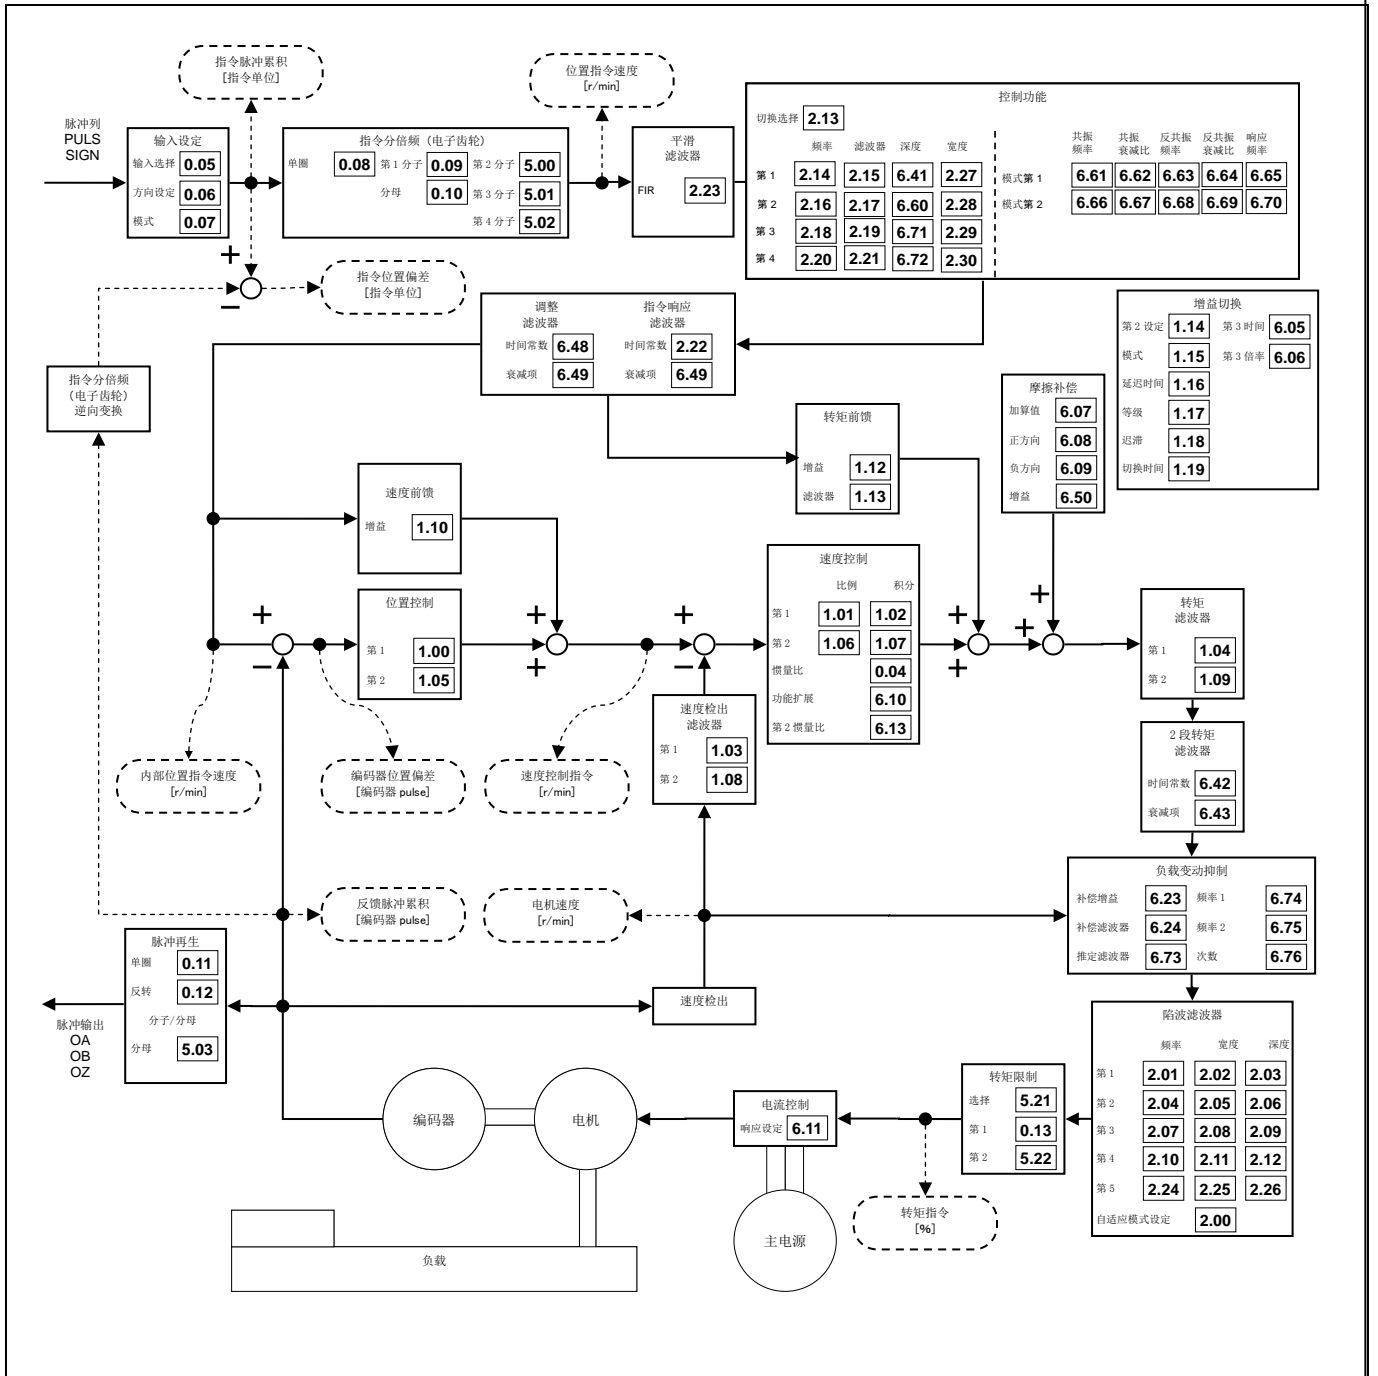 指令脉冲累积
[指令单位]
位置指令速度
[r/min]
脉冲列
PULS
SIGN
输入设定
输入选择 0.05
方向设定 0.06
模式 0.07
指令分倍频（电子齿轮）
单圈 0.08 第1分子 0.09 第2分子 5.00
分母 0.10 第3分子 5.01
第4分子 5.02
平滑
滤波器
FIR 2.23
控制功能
切换选择 2.13
频率 滤波器 深度 宽度
第1 2.14 2.15 6.41 2.27
第2 2.16 2.17 6.60 2.28
第3 2.18 2.19 6.71 2.29
第4 2.20 2.21 6.72 2.30
共振 共振 反共振 反共振 响应
频率 衰减比 频率 衰减比 频率
模式第1 6.61 6.62 6.63 6.64 6.65
模式第2 6.66 6.67 6.68 6.69 6.70
+
−
指令位置偏差
[指令单位]
调整
滤波器
时间常数 6.48
衰减项 6.49
指令响应
滤波器
时间常数 2.22
衰减项 6.49
增益切换
第2设定 1.14 第3时间 6.05
模式 1.15 第3倍率 6.06
延迟时间 1.16
等级 1.17
迟滞 1.18
切换时间 1.19
指令分倍频
（电子齿轮）
逆向变换
转矩前馈
增益 1.12
滤波器 1.13
摩擦补偿
加算值 6.07
正方向 6.08
负方向 6.09
增益 6.50
速度前馈
增益 1.10
+
−
位置控制
第1 1.00
第2 1.05
+
+
+
−
速度控制
比例 积分
第1 1.01 1.02
第2 1.06 1.07
惯量比 0.04
功能扩展 6.10
第2惯量比 6.13
+
+
+
+
转矩
滤波器
第1 1.04
第2 1.09
速度检出
滤波器
第1 1.03
第2 1.08
2段转矩
滤波器
时间常数 6.42
衰减项 6.43
内部位置指令速度
[r/min]
编码器位置偏差
[编码器 pulse]
速度控制指令
[r/min]
负载变动抑制
补偿增益 6.23 频率1 6.74
补偿滤波器 6.24 频率2 6.75
推定滤波器 6.73 次数 6.76
反馈脉冲累积
[编码器 pulse]
电机速度
[r/min]
脉冲再生
单圈 0.11
反转 0.12
分子/分母
分母 5.03
脉冲输出
OA
OB
OZ
速度检出
陷波滤波器
频率 宽度 深度
第1 2.01 2.02 2.03
第2 2.04 2.05 2.06
第3 2.07 2.08 2.09
第4 2.10 2.11 2.12
第5 2.24 2.25 2.26
自适应模式设定 2.00
转矩限制
选择 5.21
第1 0.13
第2 5.22
电流控制
响应设定 6.11
编码器
电机
转矩指令
[%]
主电源
负载